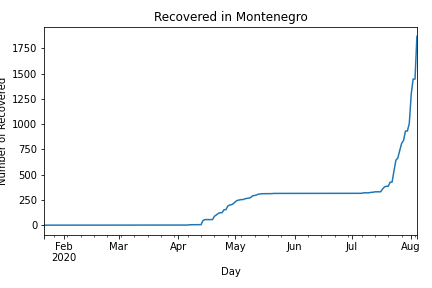 Recovered in Montenegro
1750
1500
1250
1000
750
500
250
0
Number of Recovered
Feb Mar Apr May Jun Jul Aug
2020
Day